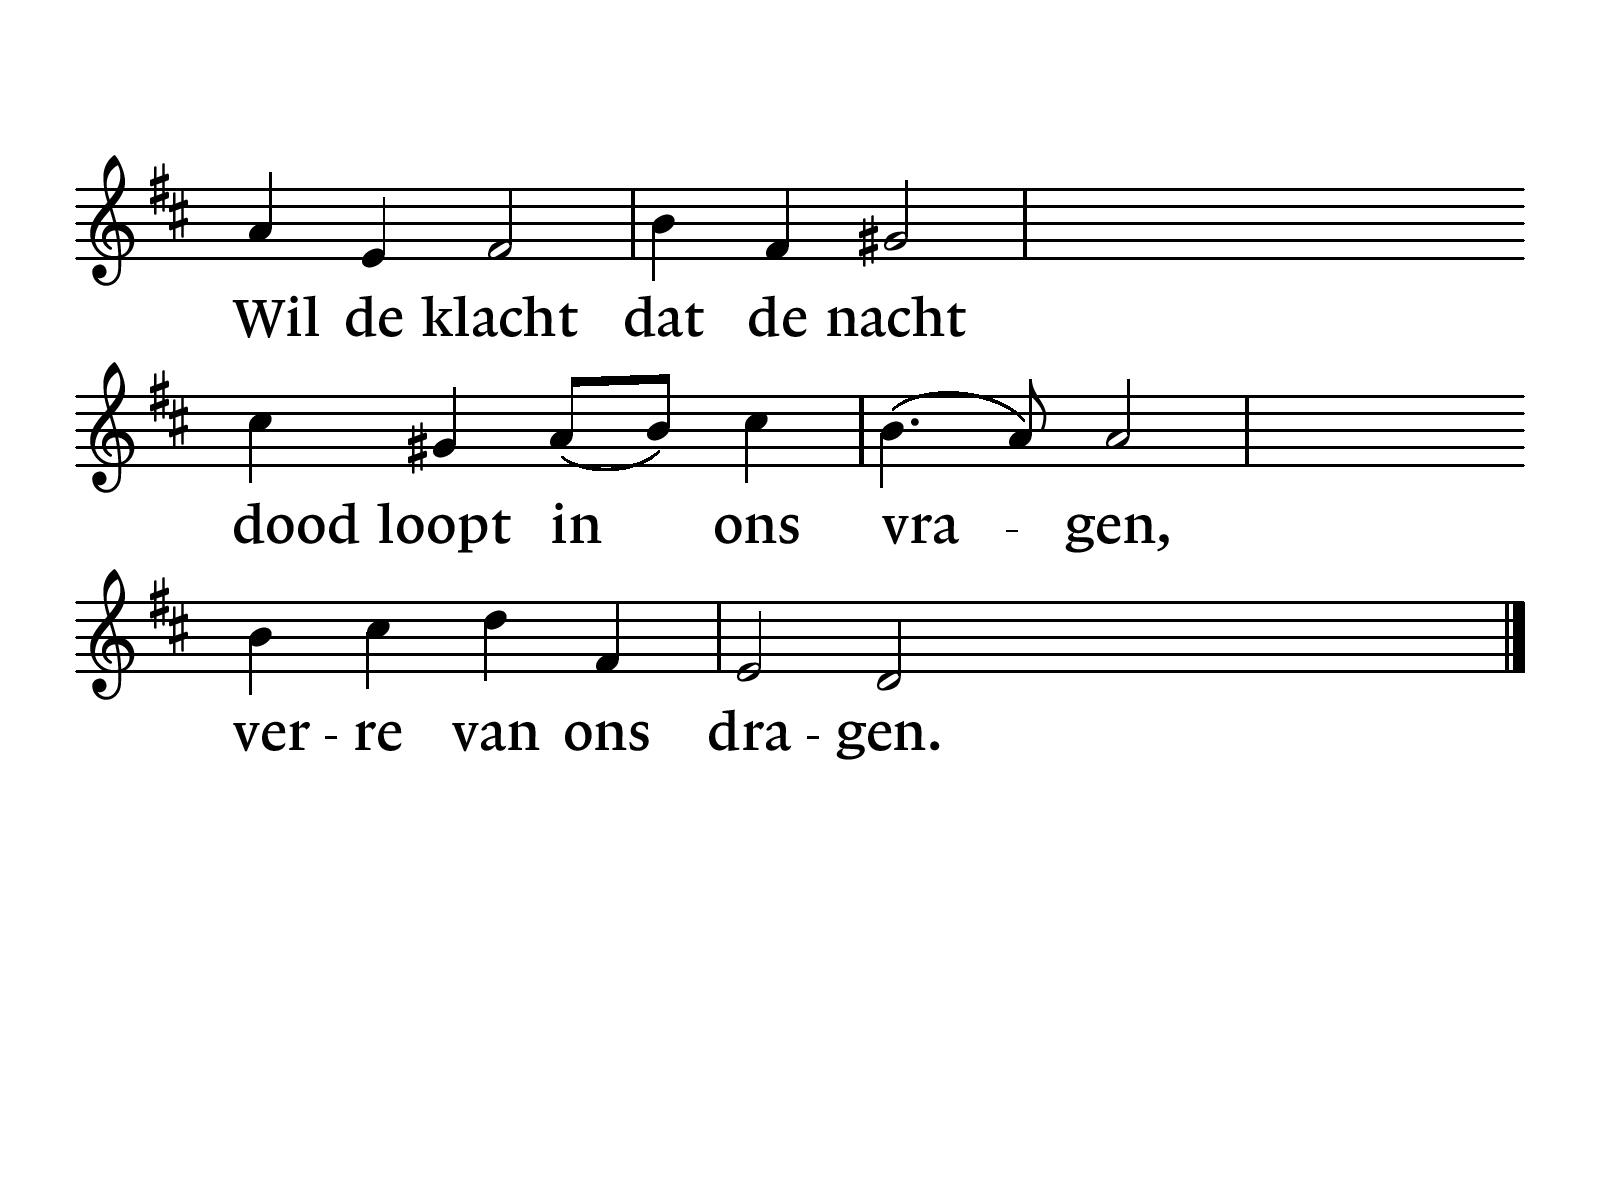 Wil de klacht dat de nacht
dood loopt in ons vra - gen,
ver - re van ons dra - gen.